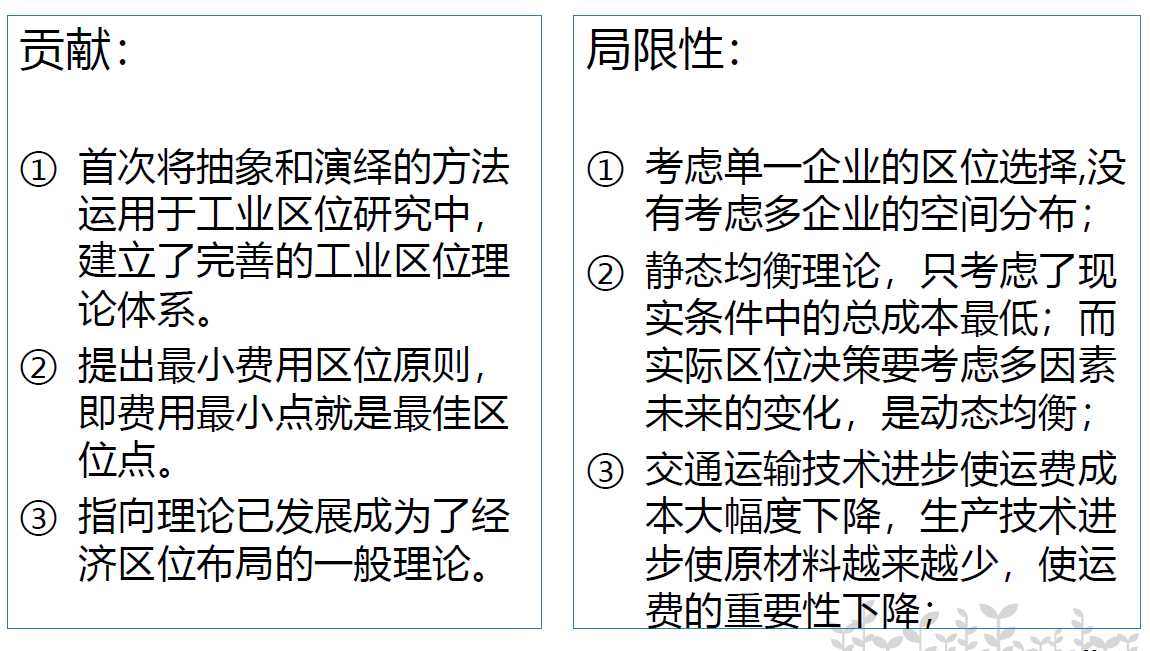 贡献：
① 首次将抽象和演绎的方法
运用于工业区位研究中，
建立了完善的工业区位理
论体系。
② 提出最小费用区位原则，
即费用最小点就是最佳区
位点。
③ 指向理论已发展成为了经
济区位布局的一般理论。
局限性：
① 考虑单一企业的区位选择,没
有考虑多企业的空间分布；
② 静态均衡理论，只考虑了现
实条件中的总成本最低；而
实际区位决策要考虑多因素
未来的变化，是动态均衡；
③ 交通运输技术进步使运费成
本大幅度下降，生产技术进
步使原材料越来越少，使运
费的重要性下降；